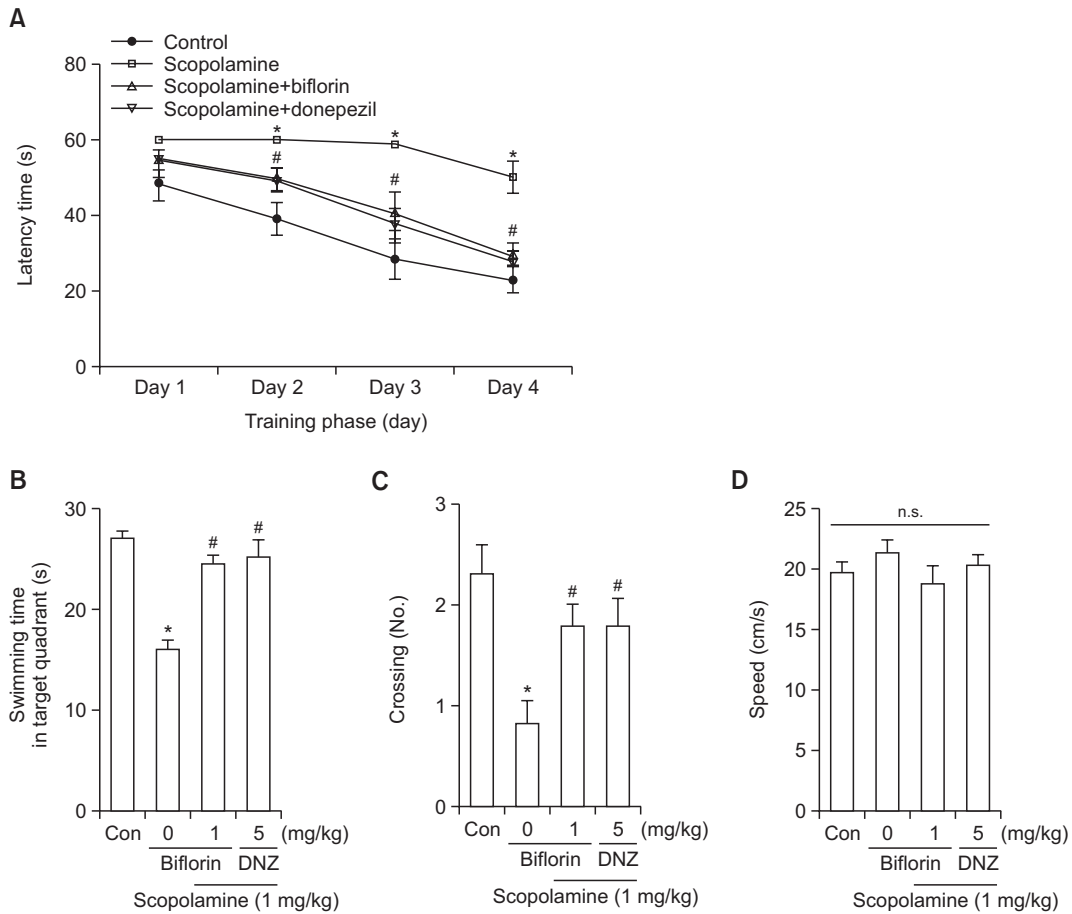 A
Control
Scopolamine
Scopolamine+biflorin
Scopolamine+donepezil
80
60
40
20
0
Latency time (s)
* * *
# # #
Day 1 Day 2 Day 3 Day 4
Training phase (day)
B
30
20
10
0
Swimming time
in target quadrant (s)
* # #
Con 0 1 5 (mg/kg)
Biflorin DNZ
Scopolamine (1 mg/kg)
C
3
2
1
0
Crossing (No.)
* # #
Con 0 1 5 (mg/kg)
Biflorin DNZ
Scopolamine (1 mg/kg)
D
25
20
15
10
5
0
Speed (cm/s)
n.s.
Con 0 1 5 (mg/kg)
Biflorin DNZ
Scopolamine (1 mg/kg)